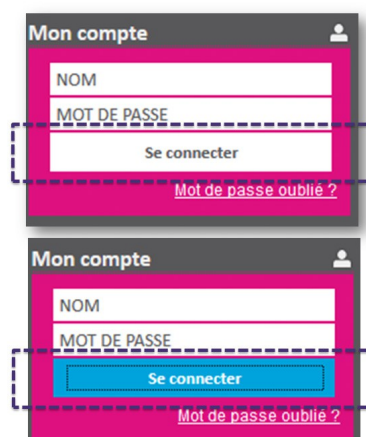 Mon compte
NOM
MOT DE PASSE
Se connecter
Mot de passe oublié ?
Mon compte
NOM
MOT DE PASSE
Se connecter
Mot de passe oublié ?